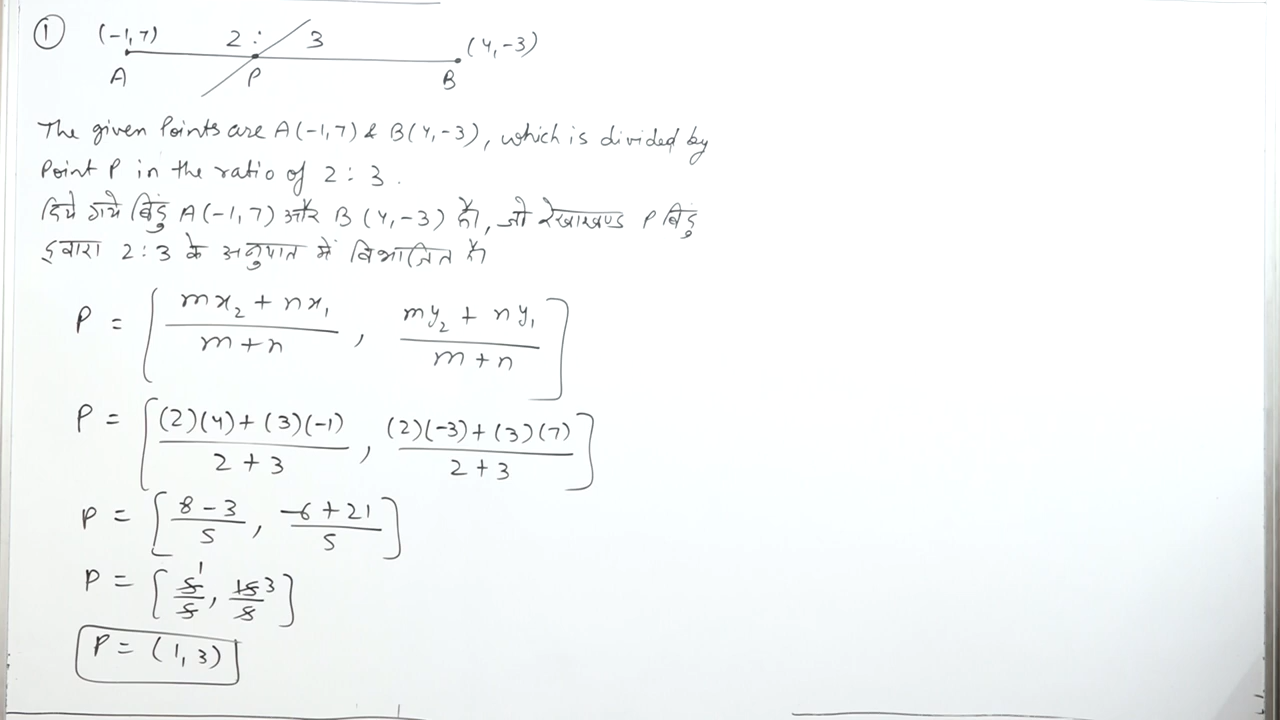 ① (-1,7) 2 : 3 (4,-3)
A P B
The given Points are A(-1,7) & B(4,-3), which is divided by
Point P in the ratio of 2 : 3.
दिये गये बिंदु A(-1,7) और B (4,-3) है।, जो रेखाखण्ड P बिंदु
द्वारा 2:3 के अनुपात में विभाजित है।
P = [ (mx₂ + nx₁)/(m+n) , (my₂ + ny₁)/(m+n) ]
P = [ ((2)(4)+(3)(-1))/(2+3) , ((2)(-3)+(3)(7))/(2+3) ]
P = [ (8-3)/5 , (-6+21)/5 ]
P = [ 5/5 1, 15/5 3 ]
P = (1,3)